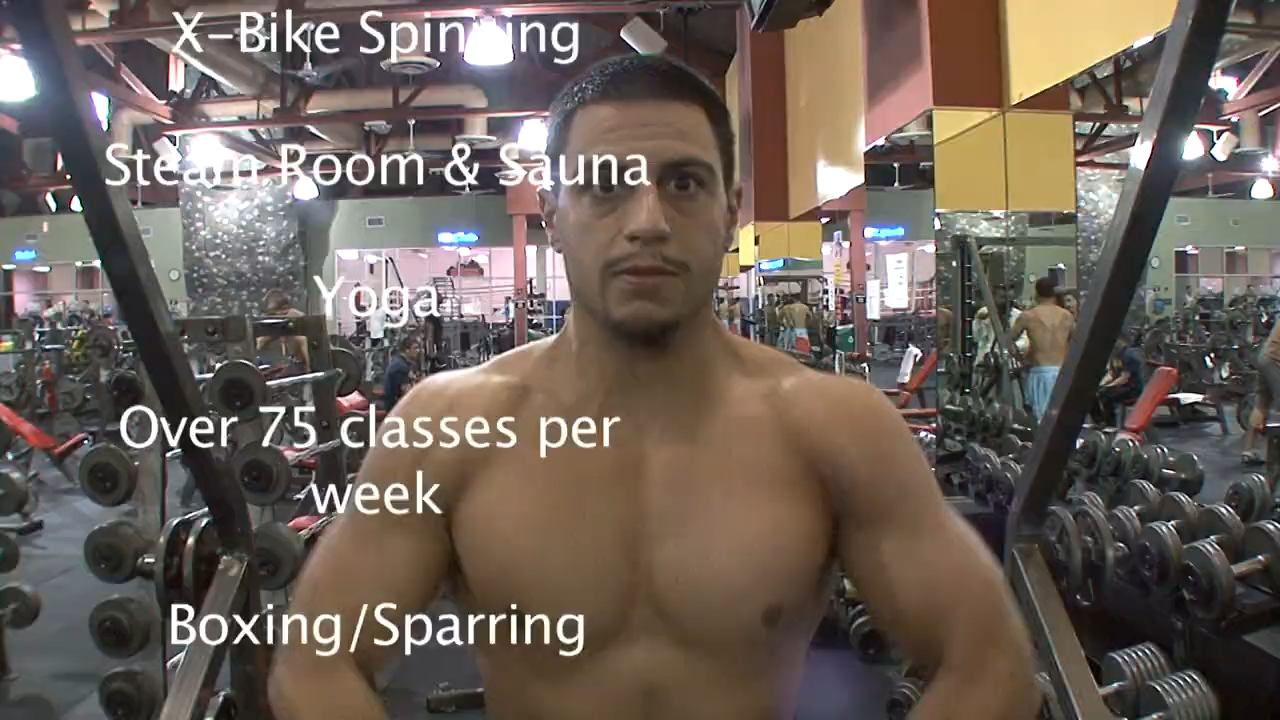 X-Bike Spinning
Steam Room & Sauna
Yoga
Over 75 classes per
week
Boxing/Sparring